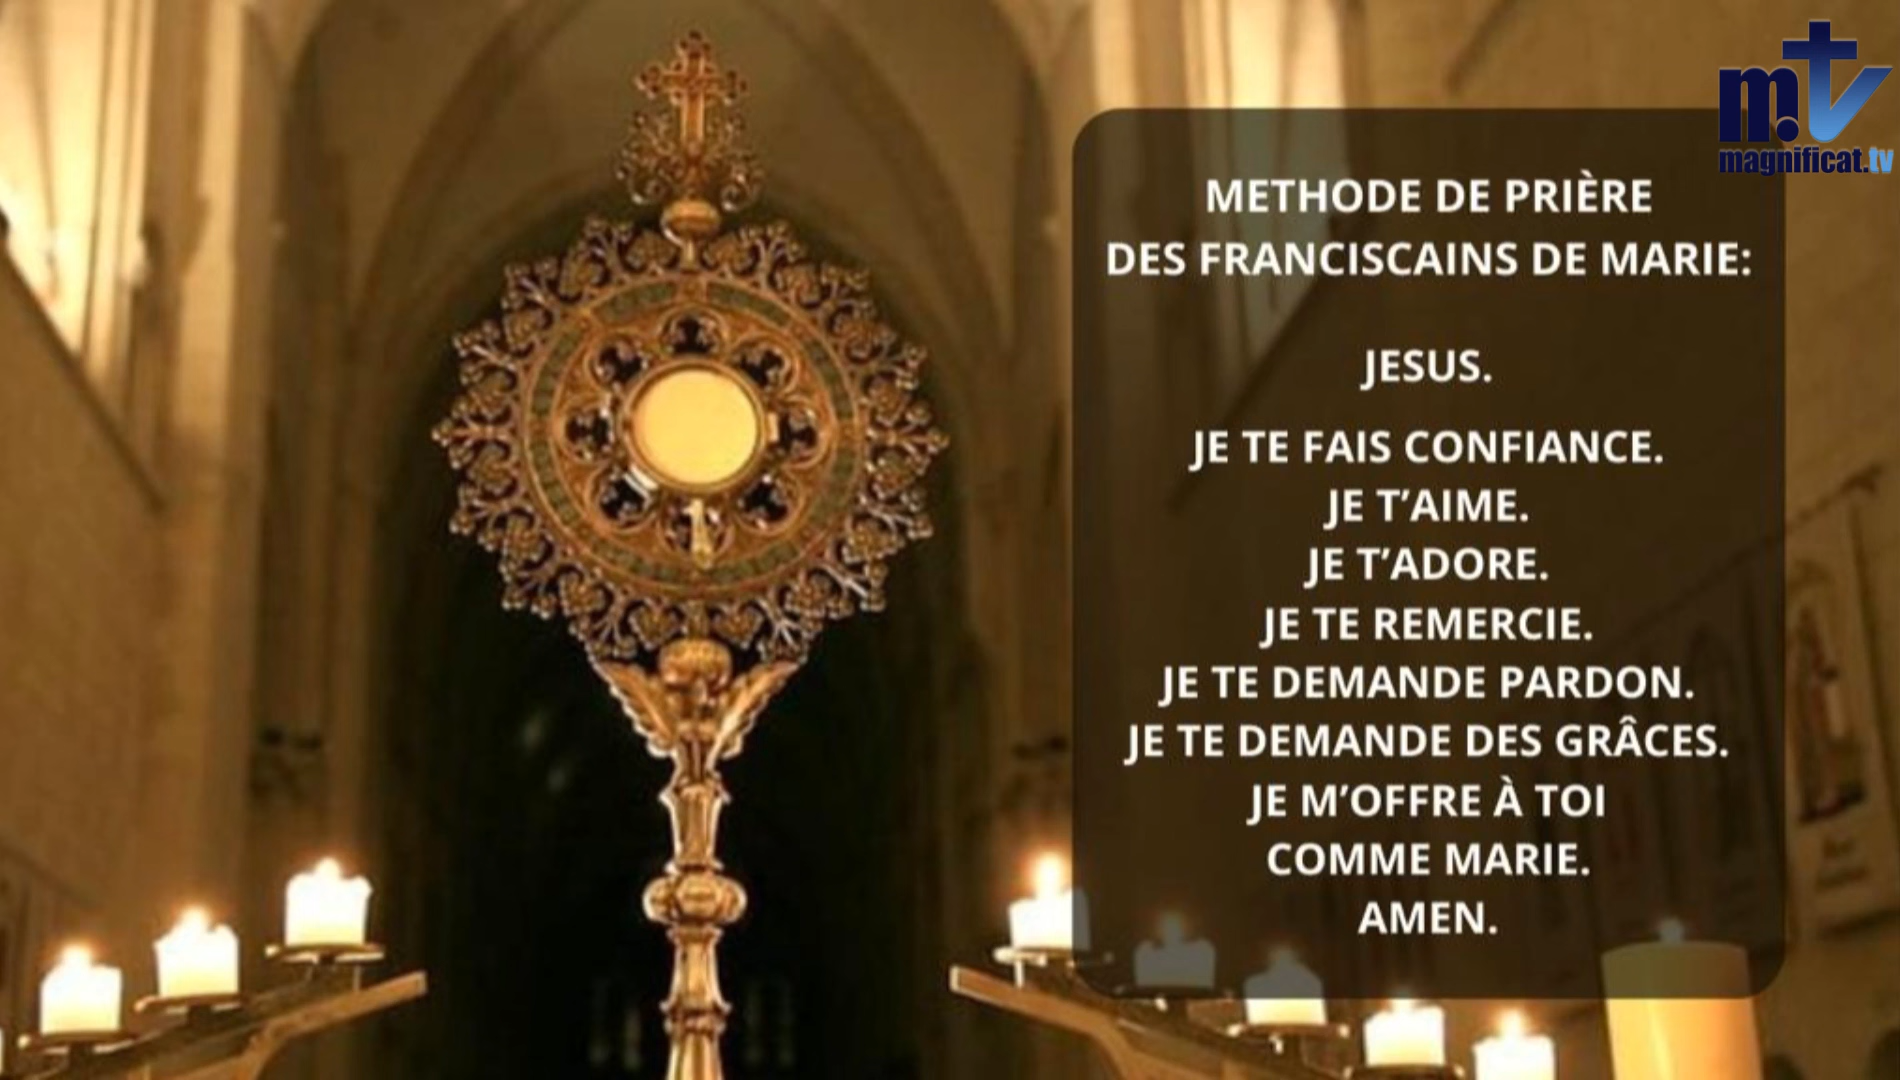 mtv
magnificat.tv
METHODE DE PRIÈRE
DES FRANCISCAINS DE MARIE:
JESUS.
JE TE FAIS CONFIANCE.
JE T’AIME.
JE T’ADORE.
JE TE REMERCIE.
JE TE DEMANDE PARDON.
JE TE DEMANDE DES GRÂCES.
JE M’OFFRE À TOI
COMME MARIE.
AMEN.